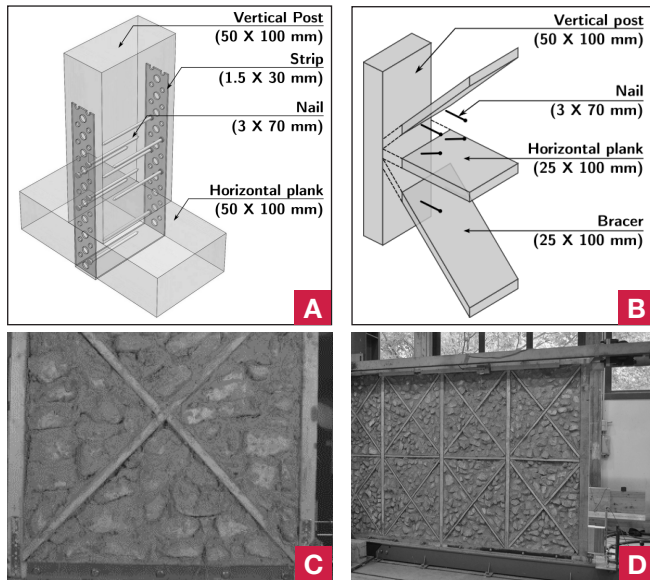 Vertical Post
(50 X 100 mm)
Strip
(1.5 X 30 mm)
Nail
(3 X 70 mm)
Horizontal plank
(50 X 100 mm)
A
Vertical post
(50 X 100 mm)
Nail
(3 X 70 mm)
Horizontal plank
(25 X 100 mm)
Bracer
(25 X 100 mm)
B
C
D